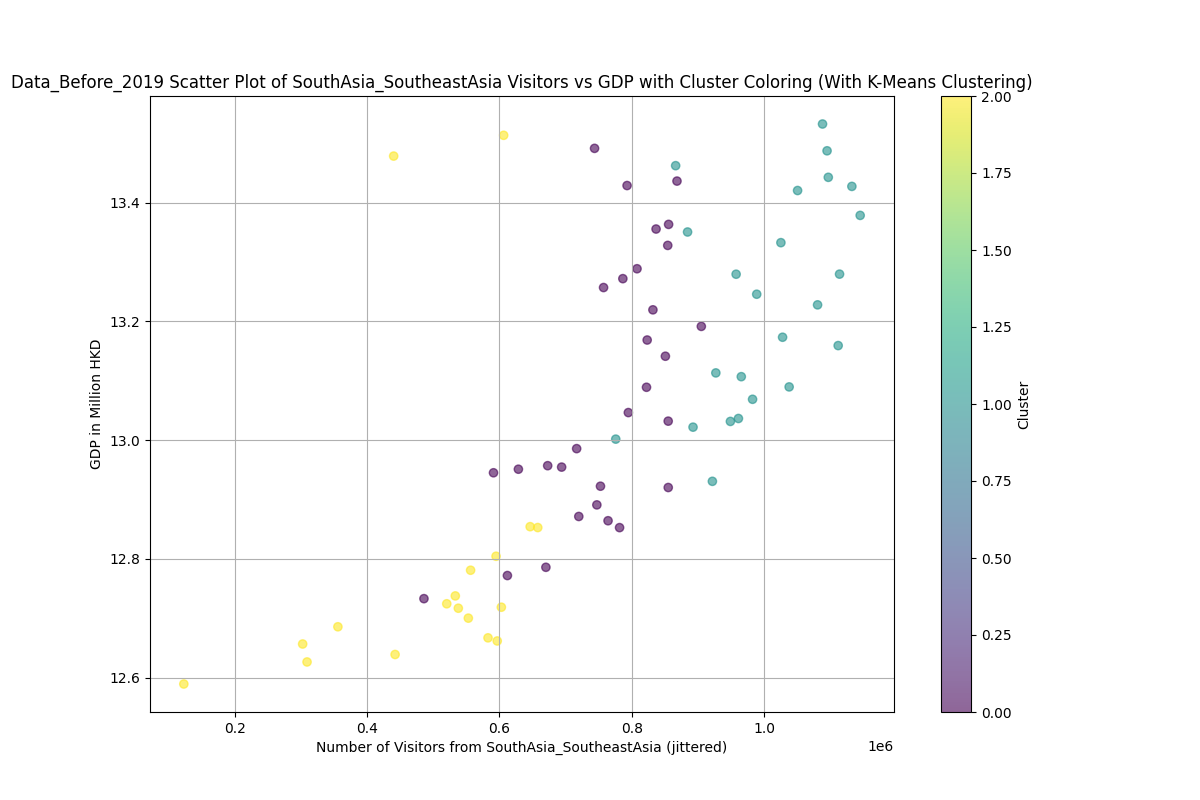 Data_Before_2019 Scatter Plot of SouthAsia_SoutheastAsia Visitors vs GDP with Cluster Coloring (With K-Means Clustering)
GDP in Million HKD
13.4
13.2
13.0
12.8
12.6
0.2 0.4 0.6 0.8 1.0
1e6
Number of Visitors from SouthAsia_SoutheastAsia (jittered)
2.00
1.75
1.50
1.25
1.00
0.75
0.50
0.25
0.00
Cluster